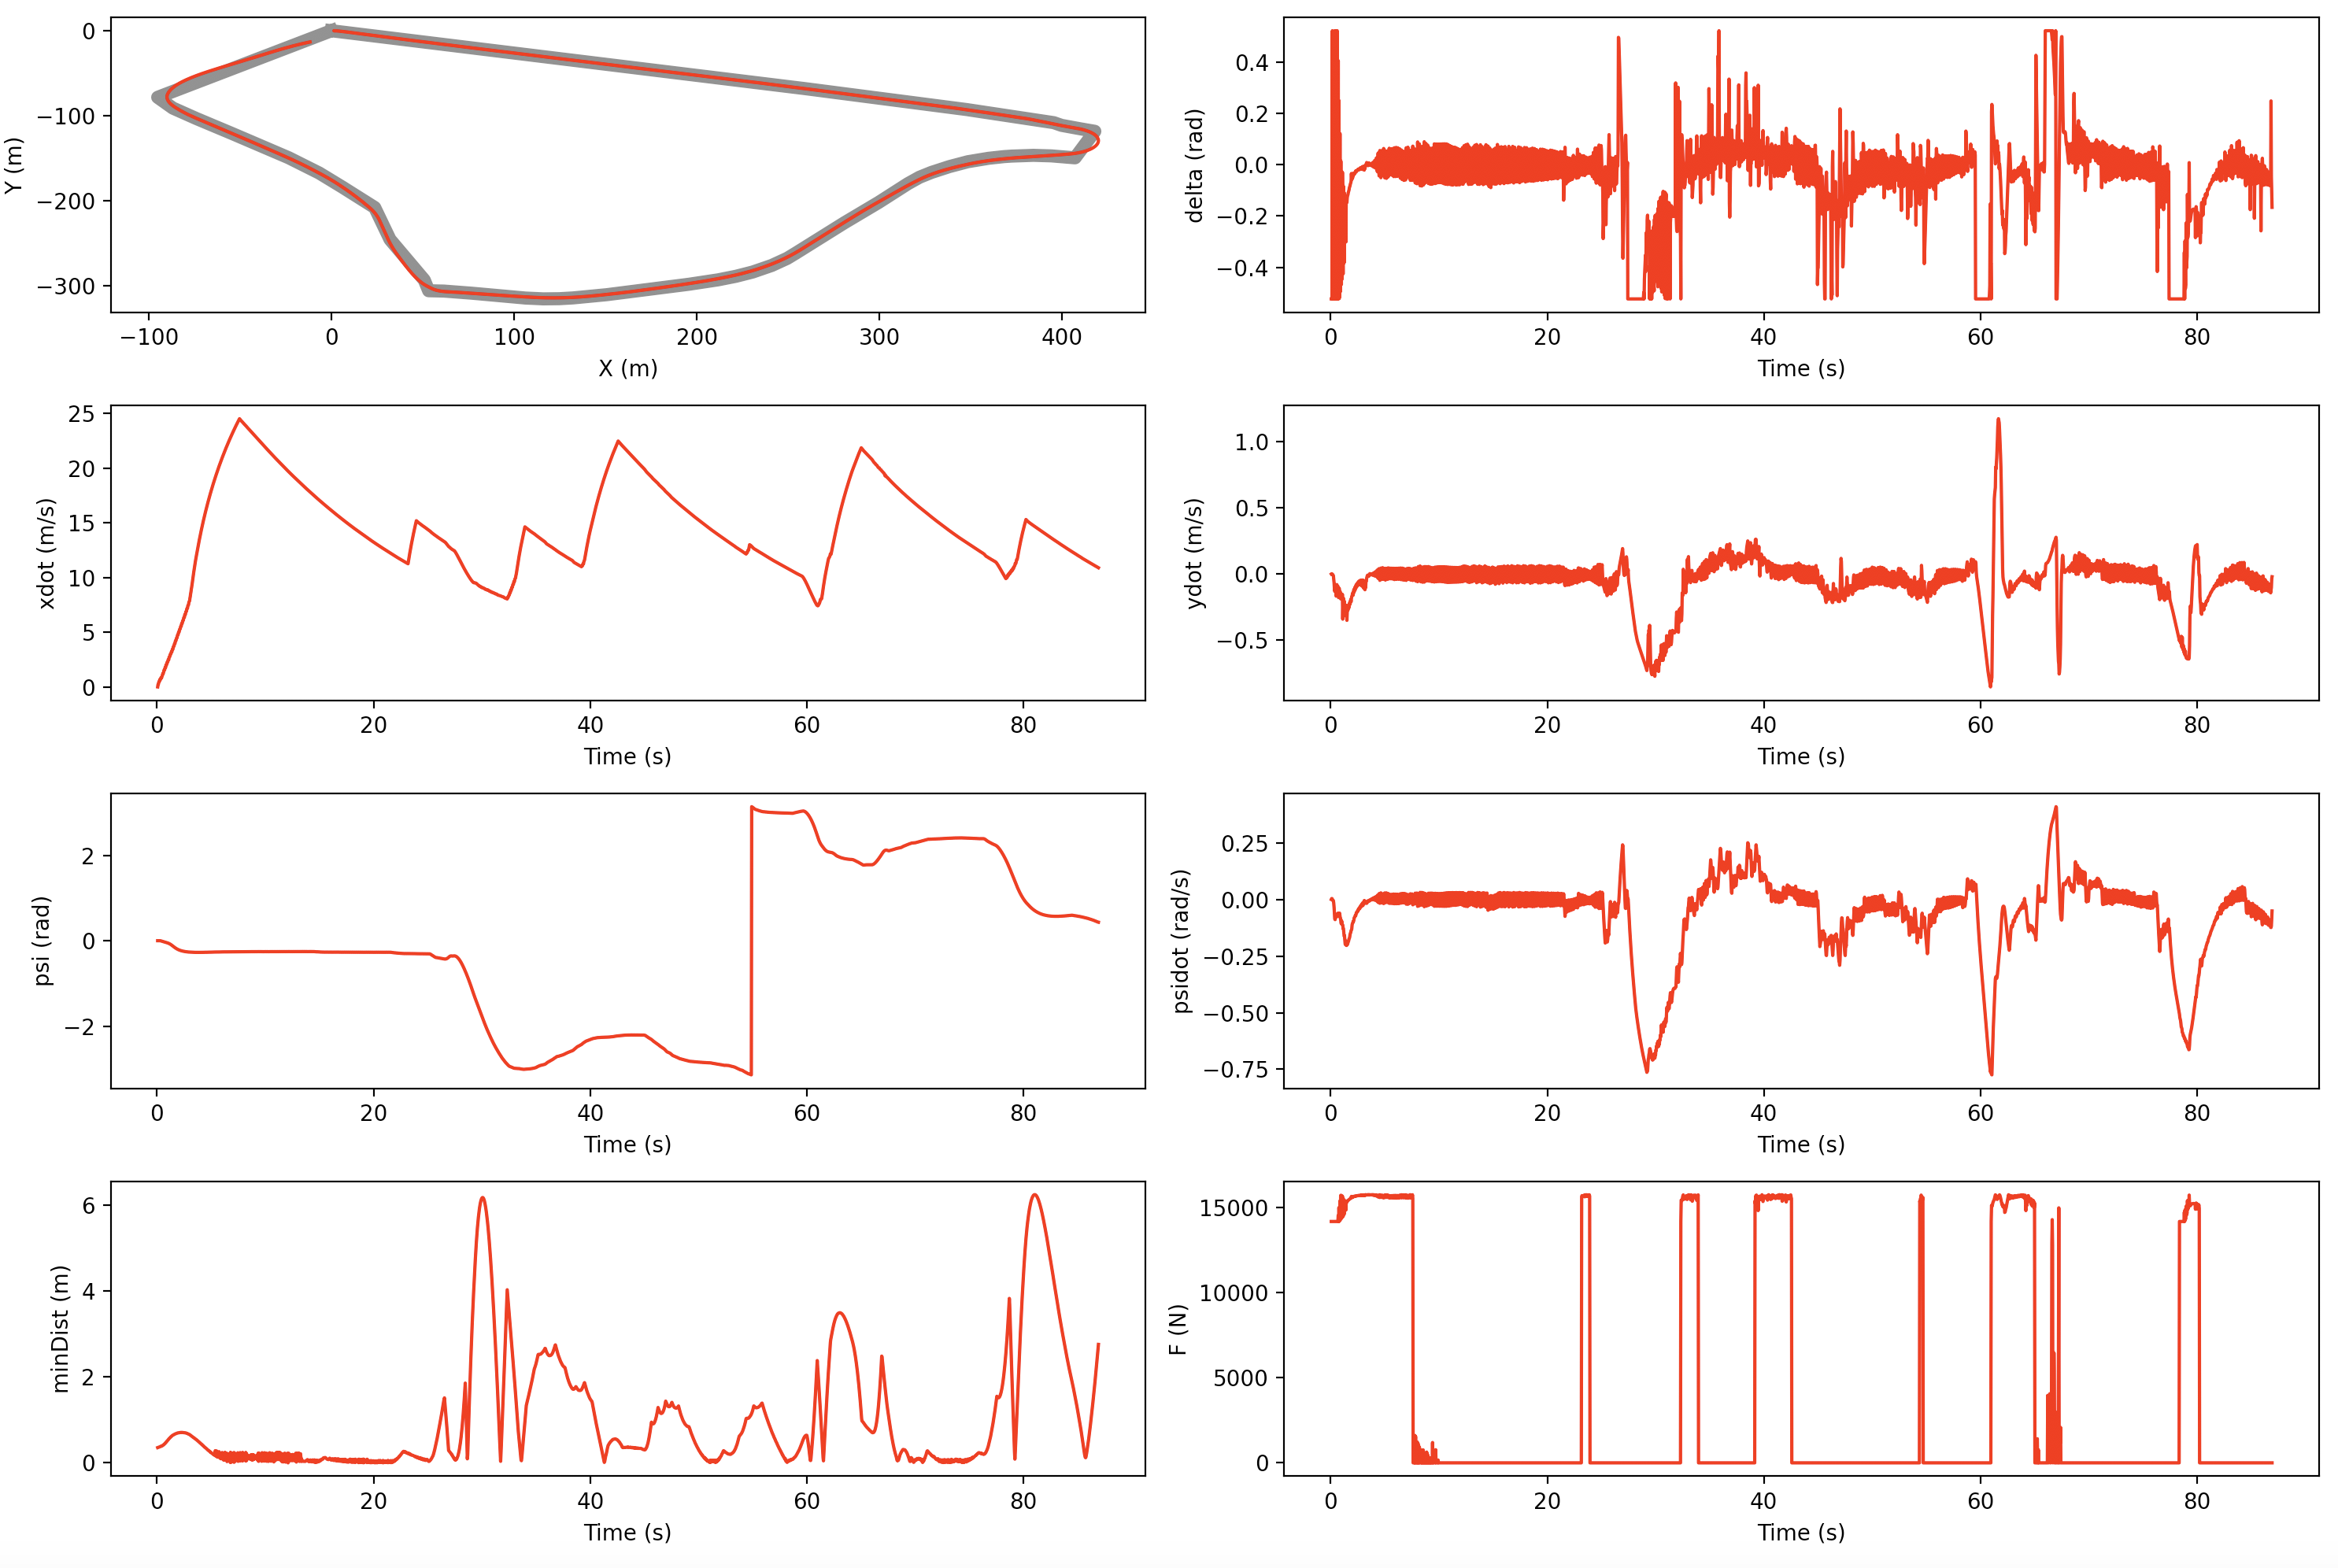 0
−100
−200
−300
Y (m)
−100 0 100 200 300 400
X (m)
0.4
0.2
0.0
−0.2
−0.4
delta (rad)
0 20 40 60 80
Time (s)
25
20
15
10
5
0
xdot (m/s)
0 20 40 60 80
Time (s)
1.0
0.5
0.0
−0.5
ydot (m/s)
0 20 40 60 80
Time (s)
2
0
−2
psi (rad)
0 20 40 60 80
Time (s)
0.25
0.00
−0.25
−0.50
−0.75
psidot (rad/s)
0 20 40 60 80
Time (s)
6
4
2
0
minDist (m)
0 20 40 60 80
Time (s)
15000
10000
5000
0
F (N)
0 20 40 60 80
Time (s)